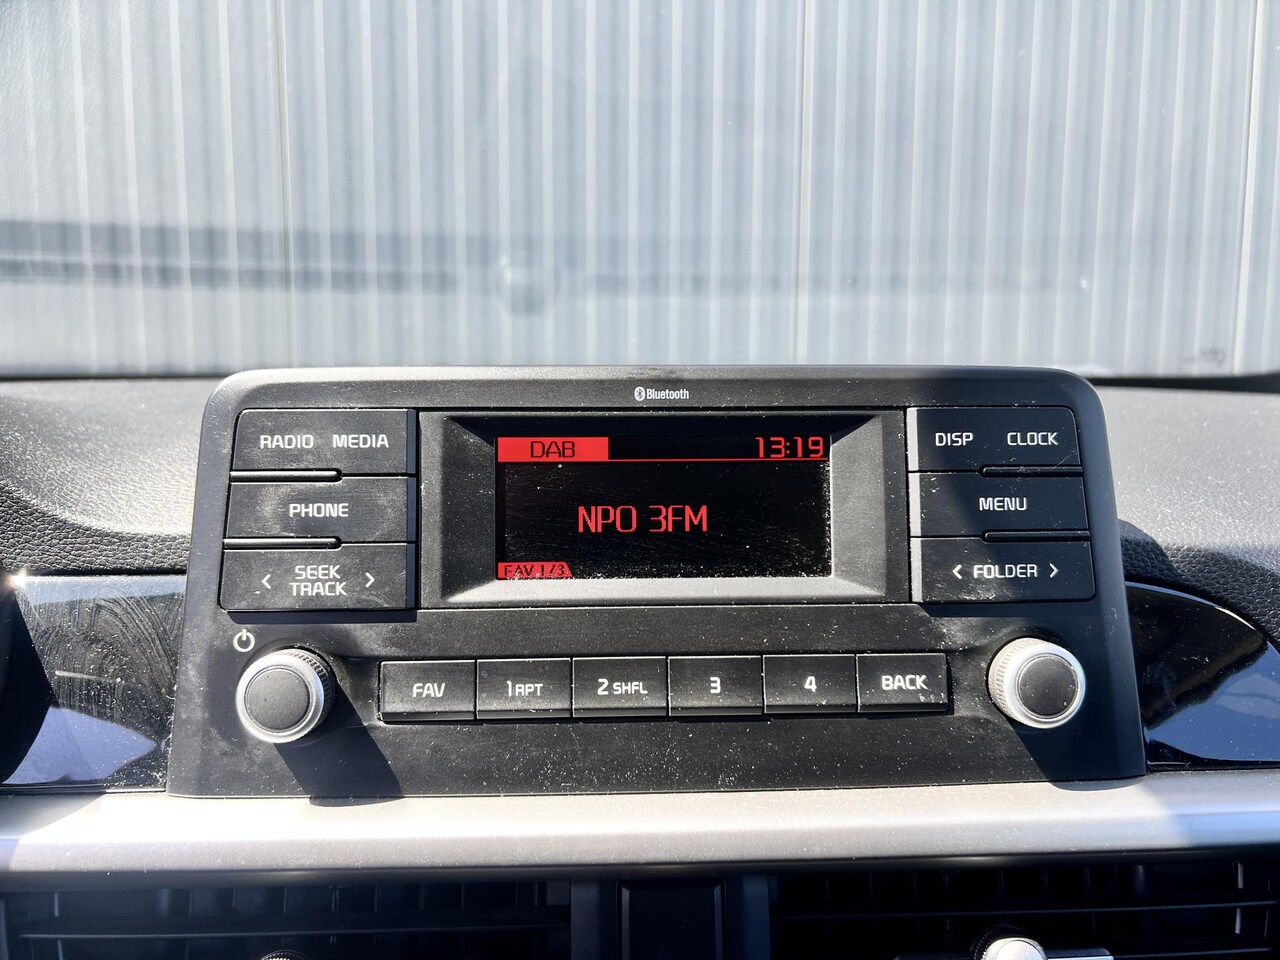 Bluetooth
RADIO MEDIA
PHONE
< SEEK TRACK >
DAB 13:19
NPO 3FM
FAV 1/3
DISP CLOCK
MENU
< FOLDER >
FAV 1 RPT 2 SHFL 3 4 BACK